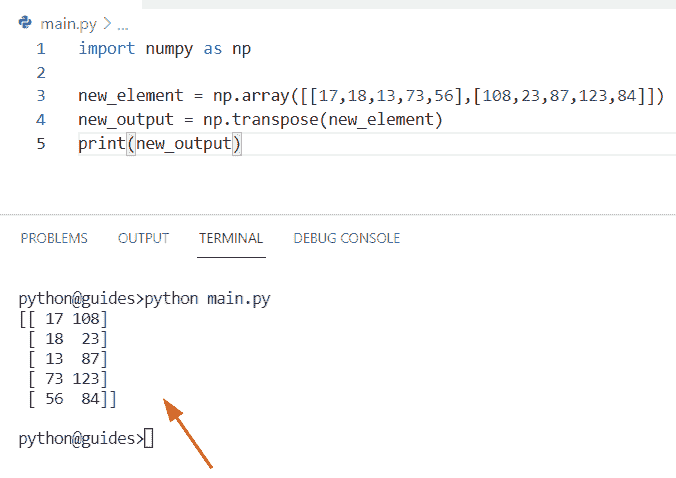 main.py > ...
1 import numpy as np
2
3 new_element = np.array([[17,18,13,73,56],[108,23,87,123,84]])
4 new_output = np.transpose(new_element)
5 print(new_output)
PROBLEMS OUTPUT TERMINAL DEBUG CONSOLE
python@guides>python main.py
[[ 17 108]
 [ 18  23]
 [ 13  87]
 [ 73 123]
 [ 56  84]]
python@guides>